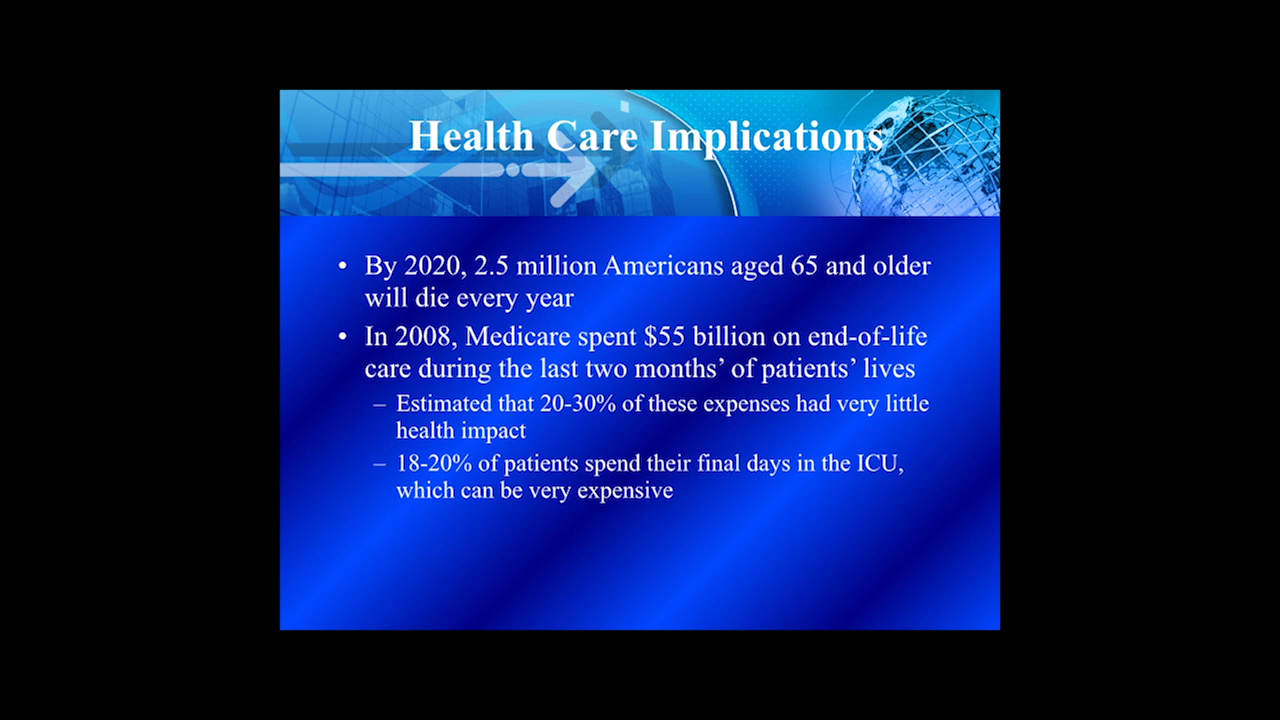 Health Care Implications
• By 2020, 2.5 million Americans aged 65 and older
will die every year
• In 2008, Medicare spent $55 billion on end-of-life
care during the last two months’ of patients’ lives
– Estimated that 20-30% of these expenses had very little
health impact
– 18-20% of patients spend their final days in the ICU,
which can be very expensive